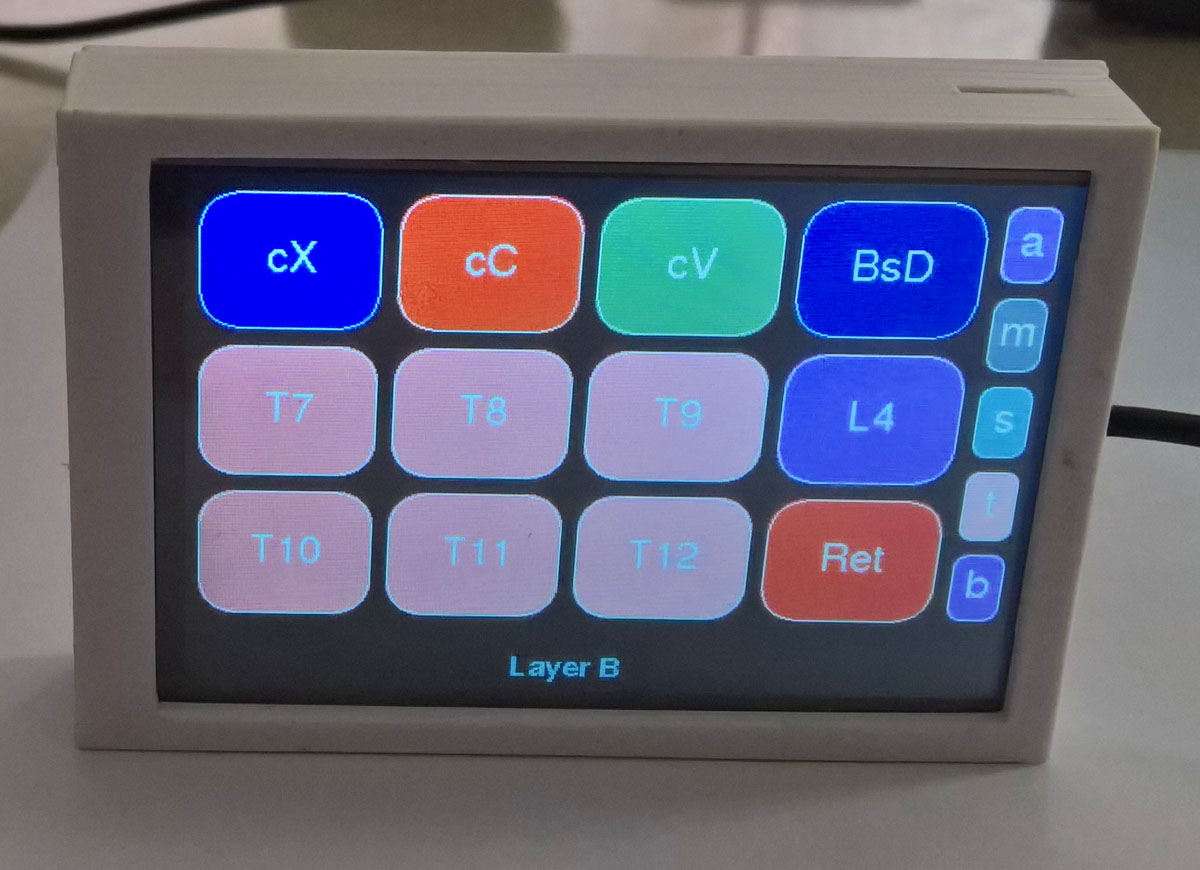 cX cC cV BsD a
m
T7 T8 T9 L4 s
t
T10 T11 T12 Ret b
Layer B